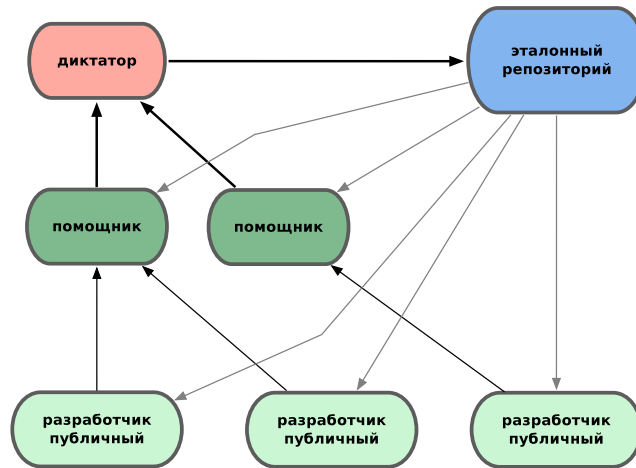 диктатор
эталонный
репозиторий
помощник
помощник
разработчик
публичный
разработчик
публичный
разработчик
публичный